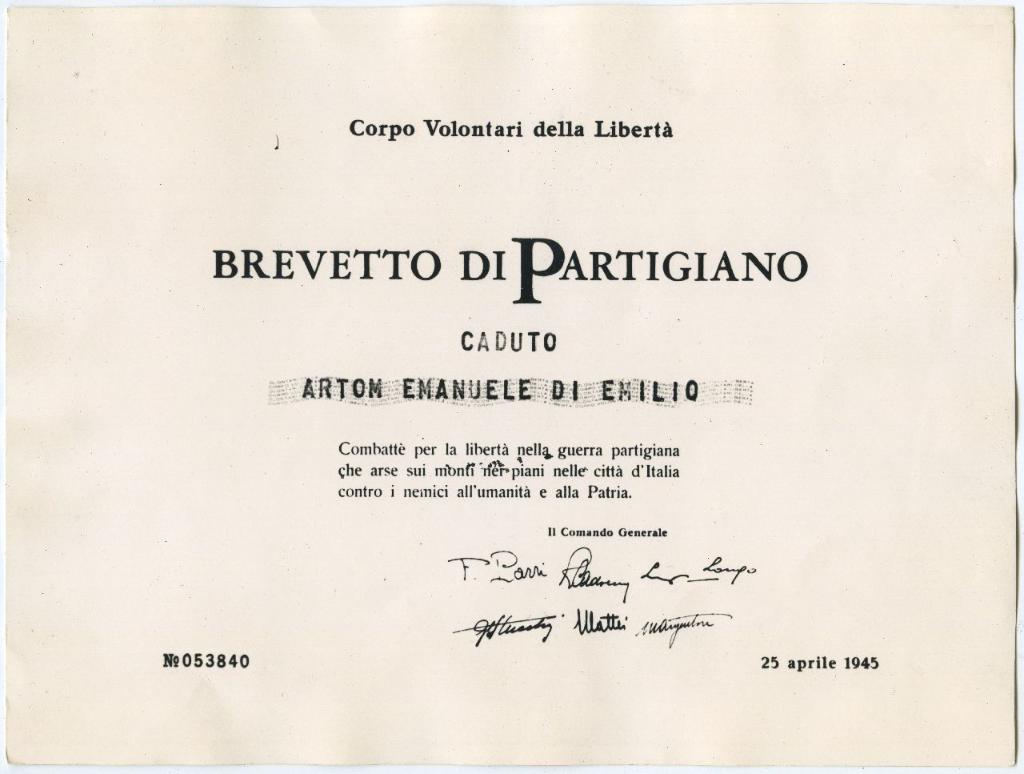 Corpo Volontari della Libertà
BREVETTO DI PARTIGIANO
CADUTO
ARTOM EMANUELE DI EMILIO
Combattè per la libertà nella guerra partigiana
che arse sui monti nei piani nelle città d'Italia
contro i nemici all'umanità e alla Patria.
Il Comando Generale
F. Parri Longo
Mattei
№053840
25 aprile 1945